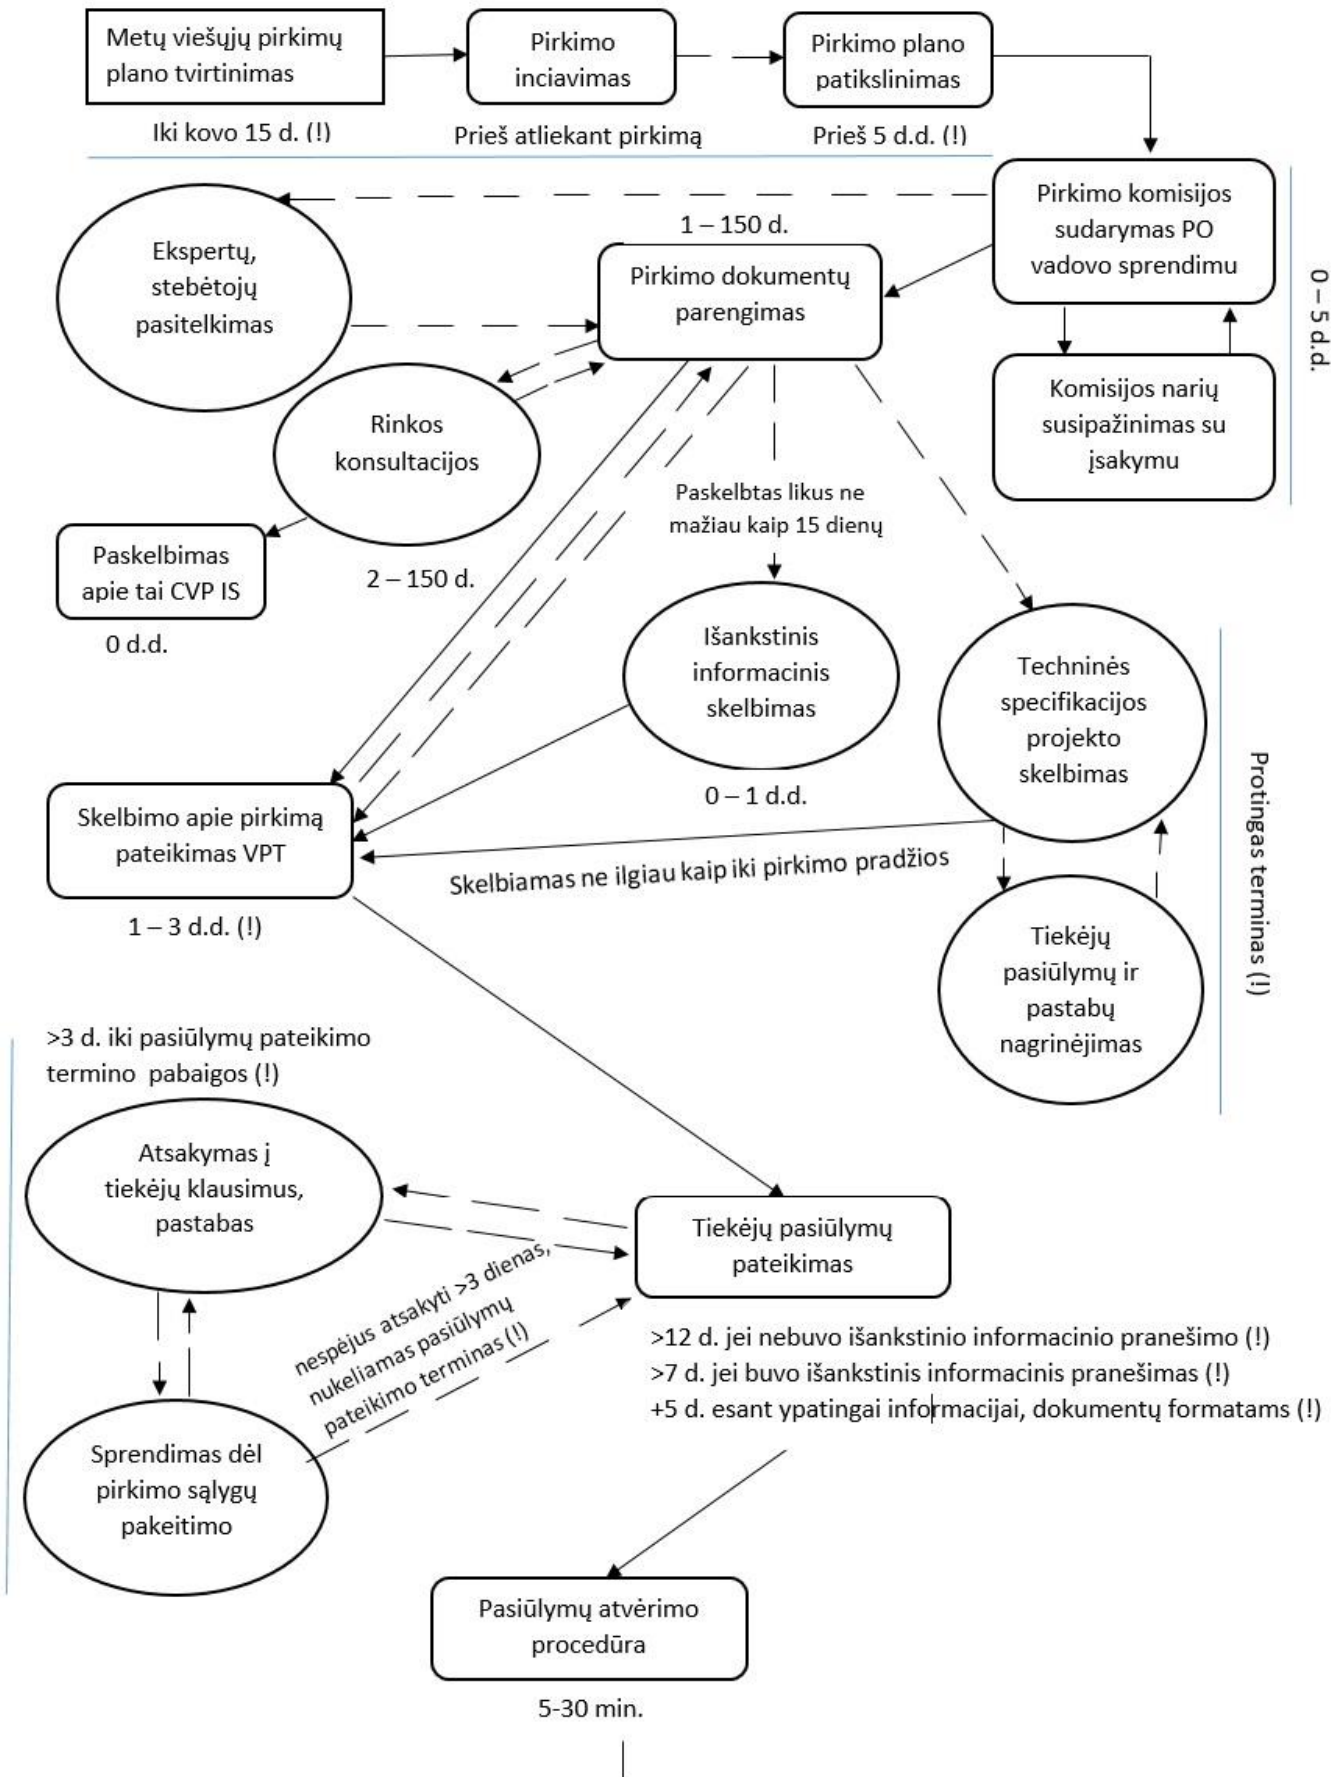 Metų viešųjų pirkimų
plano tvirtinimas
Pirkimo
inciavimas
Pirkimo plano
patikslinimas
Iki kovo 15 d. (!)
Prieš atliekant pirkimą
Prieš 5 d.d. (!)
Pirkimo komisijos
sudarymas PO
vadovo sprendimu
0 – 5 d.d.
Ekspertų,
stebėtojų
pasitelkimas
1 – 150 d.
Pirkimo dokumentų
parengimas
Komisijos narių
susipažinimas su
įsakymu
Rinkos
konsultacijos
Paskelbtas likus ne
mažiau kaip 15 dienų
Paskelbimas
apie tai CVP IS
2 – 150 d.
0 d.d.
Išankstinis
informacinis
skelbimas
0 – 1 d.d.
Techninės
specifikacijos
projekto
skelbimas
Protingas terminas (!)
Skelbimo apie pirkimą
pateikimas VPT
Skelbiamas ne ilgiau kaip iki pirkimo pradžios
1 – 3 d.d. (!)
Tiekėjų
pasiūlymų ir
pastabų
nagrinėjimas
>3 d. iki pasiūlymų pateikimo
termino pabaigos (!)
Atsakymas į
tiekėjų klausimus,
pastabas
Tiekėjų pasiūlymų
pateikimas
nespėjus atsakyti >3 dienas,
nukeliamas pasiūlymų
pateikimo terminas (!)
>12 d. jei nebuvo išankstinio informacinio pranešimo (!)
>7 d. jei buvo išankstinis informacinis pranešimas (!)
+5 d. esant ypatingai informacijai, dokumentų formatams (!)
Sprendimas dėl
pirkimo sąlygų
pakeitimo
Pasiūlymų atvėrimo
procedūra
5-30 min.